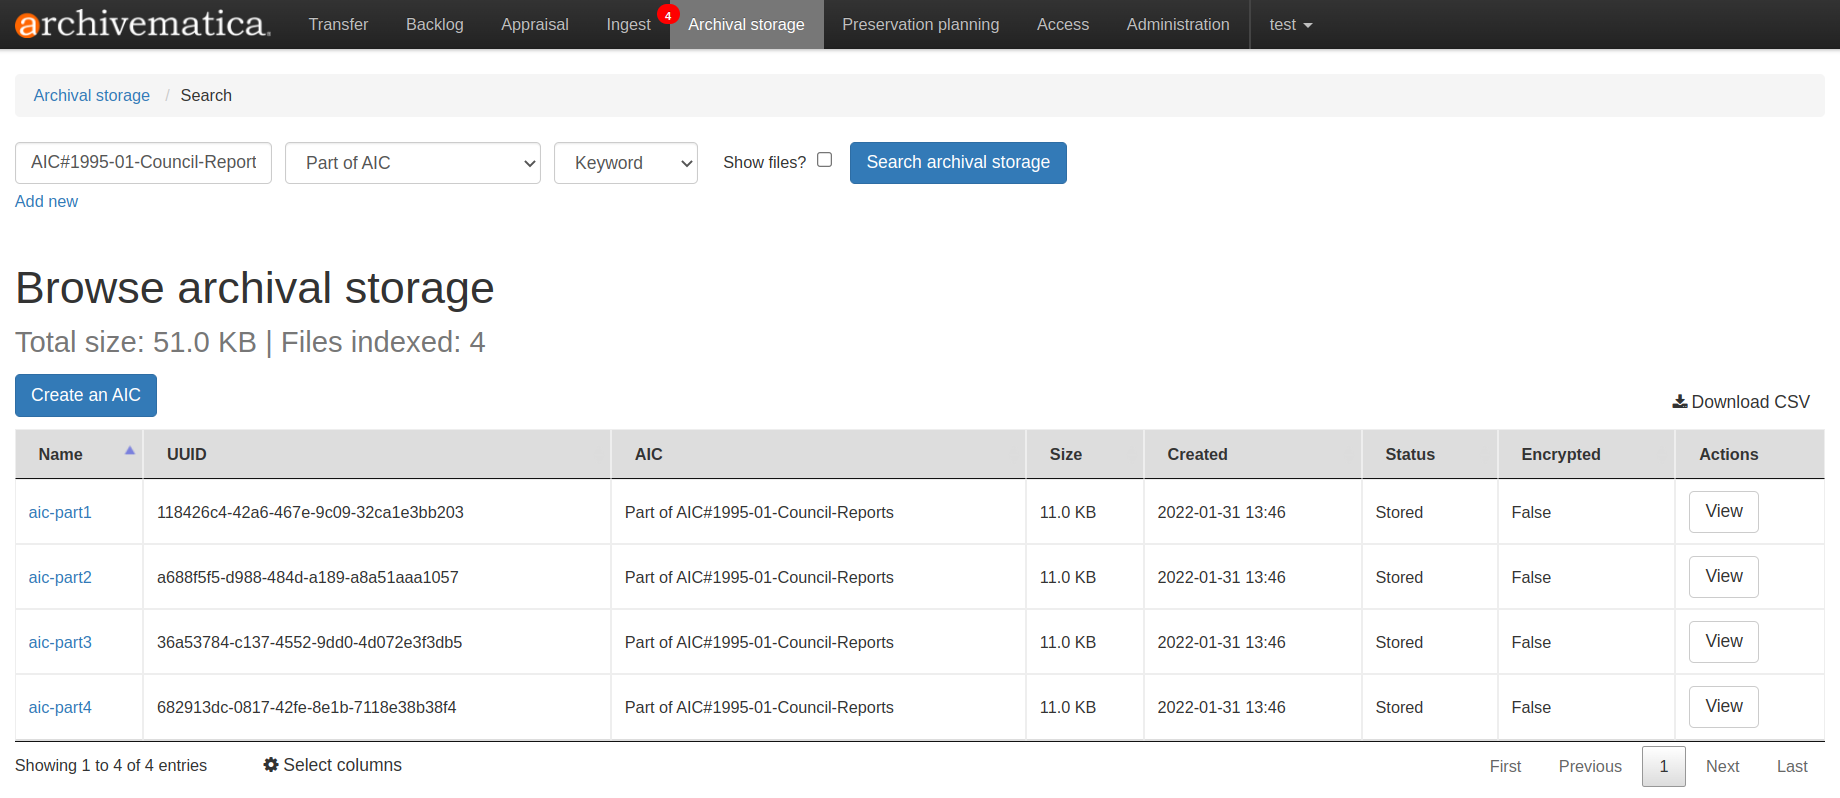 archivematica. Transfer Backlog Appraisal Ingest 4 Archival storage Preservation planning Access Administration test
Archival storage / Search
AIC#1995-01-Council-Report Part of AIC Keyword Show files? Search archival storage
Add new
Browse archival storage
Total size: 51.0 KB | Files indexed: 4
Create an AIC
Download CSV
Name UUID AIC Size Created Status Encrypted Actions
aic-part1 118426c4-42a6-467e-9c09-32ca1e3bb203 Part of AIC#1995-01-Council-Reports 11.0 KB 2022-01-31 13:46 Stored False View
aic-part2 a688f5f5-d988-484d-a189-a8a51aaa1057 Part of AIC#1995-01-Council-Reports 11.0 KB 2022-01-31 13:46 Stored False View
aic-part3 36a53784-c137-4552-9dd0-4d072e3f3db5 Part of AIC#1995-01-Council-Reports 11.0 KB 2022-01-31 13:46 Stored False View
aic-part4 682913dc-0817-42fe-8e1b-7118e38b38f4 Part of AIC#1995-01-Council-Reports 11.0 KB 2022-01-31 13:46 Stored False View
Showing 1 to 4 of 4 entries Select columns First Previous 1 Next Last